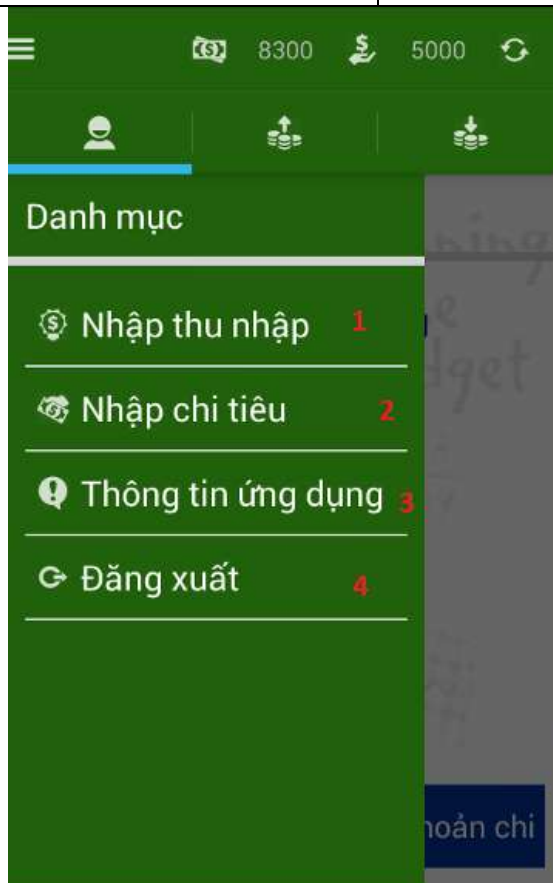 8300 5000
Danh mục
Nhập thu nhập 1
Nhập chi tiêu 2
Thông tin ứng dụng 3
Đăng xuất 4
chi